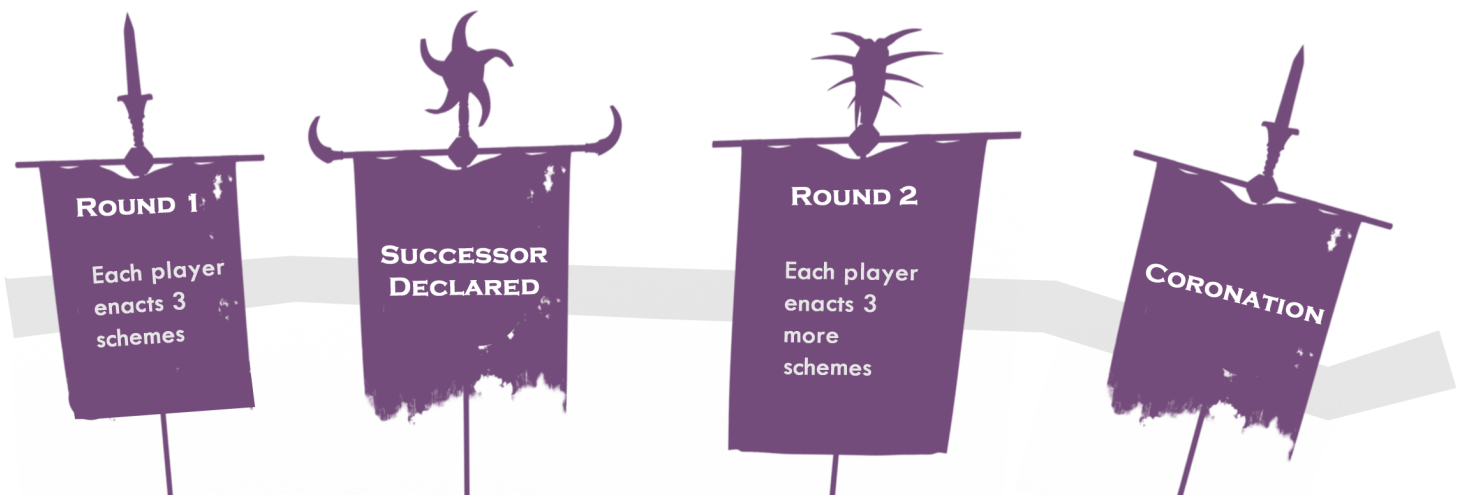 Round 1
Each player
enacts 3
schemes
Successor
Declared
Round 2
Each player
enacts 3
more
schemes
Coronation